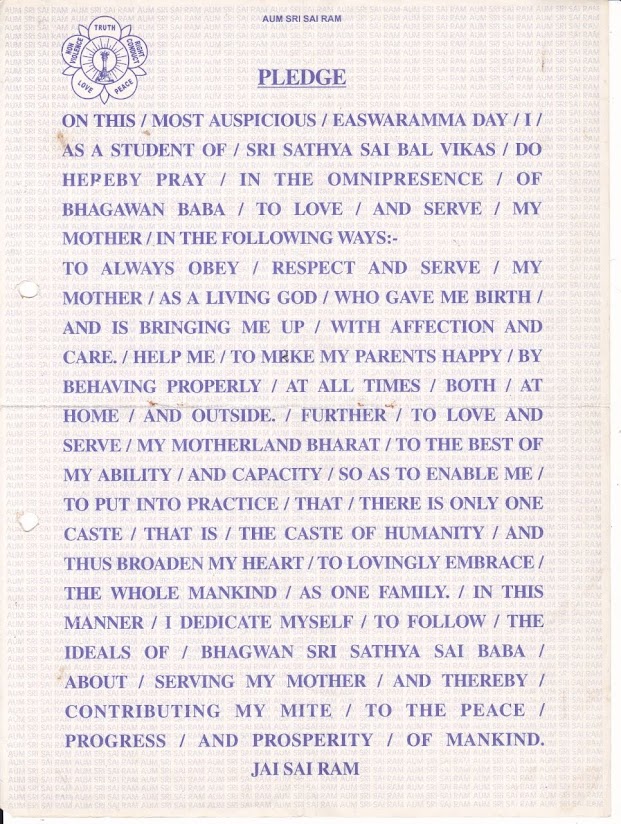 AUM SRI SAI RAM
TRUTH
NON VIOLENCE
RIGHT CONDUCT
LOVE
PEACE
PLEDGE
ON THIS / MOST AUSPICIOUS / EASWARAMMA DAY / I /
AS A STUDENT OF / SRI SATHYA SAI BAL VIKAS / DO
HEREBY PRAY / IN THE OMNIPRESENCE / OF
BHAGAWAN BABA / TO LOVE / AND SERVE / MY
MOTHER / IN THE FOLLOWING WAYS:-
TO ALWAYS OBEY / RESPECT AND SERVE / MY
MOTHER / AS A LIVING GOD / WHO GAVE ME BIRTH /
AND IS BRINGING ME UP / WITH AFFECTION AND
CARE. / HELP ME / TO MAKE MY PARENTS HAPPY / BY
BEHAVING PROPERLY / AT ALL TIMES / BOTH / AT
HOME / AND OUTSIDE. / FURTHER / TO LOVE AND
SERVE / MY MOTHERLAND BHARAT / TO THE BEST OF
MY ABILITY / AND CAPACITY / SO AS TO ENABLE ME /
TO PUT INTO PRACTICE / THAT / THERE IS ONLY ONE
CASTE / THAT IS / THE CASTE OF HUMANITY / AND
THUS BROADEN MY HEART / TO LOVINGLY EMBRACE /
THE WHOLE MANKIND / AS ONE FAMILY. / IN THIS
MANNER / I DEDICATE MYSELF / TO FOLLOW / THE
IDEALS OF / BHAGWAN SRI SATHYA SAI BABA /
ABOUT / SERVING MY MOTHER / AND THEREBY /
CONTRIBUTING MY MITE / TO THE PEACE /
PROGRESS / AND PROSPERITY / OF MANKIND.
JAI SAI RAM